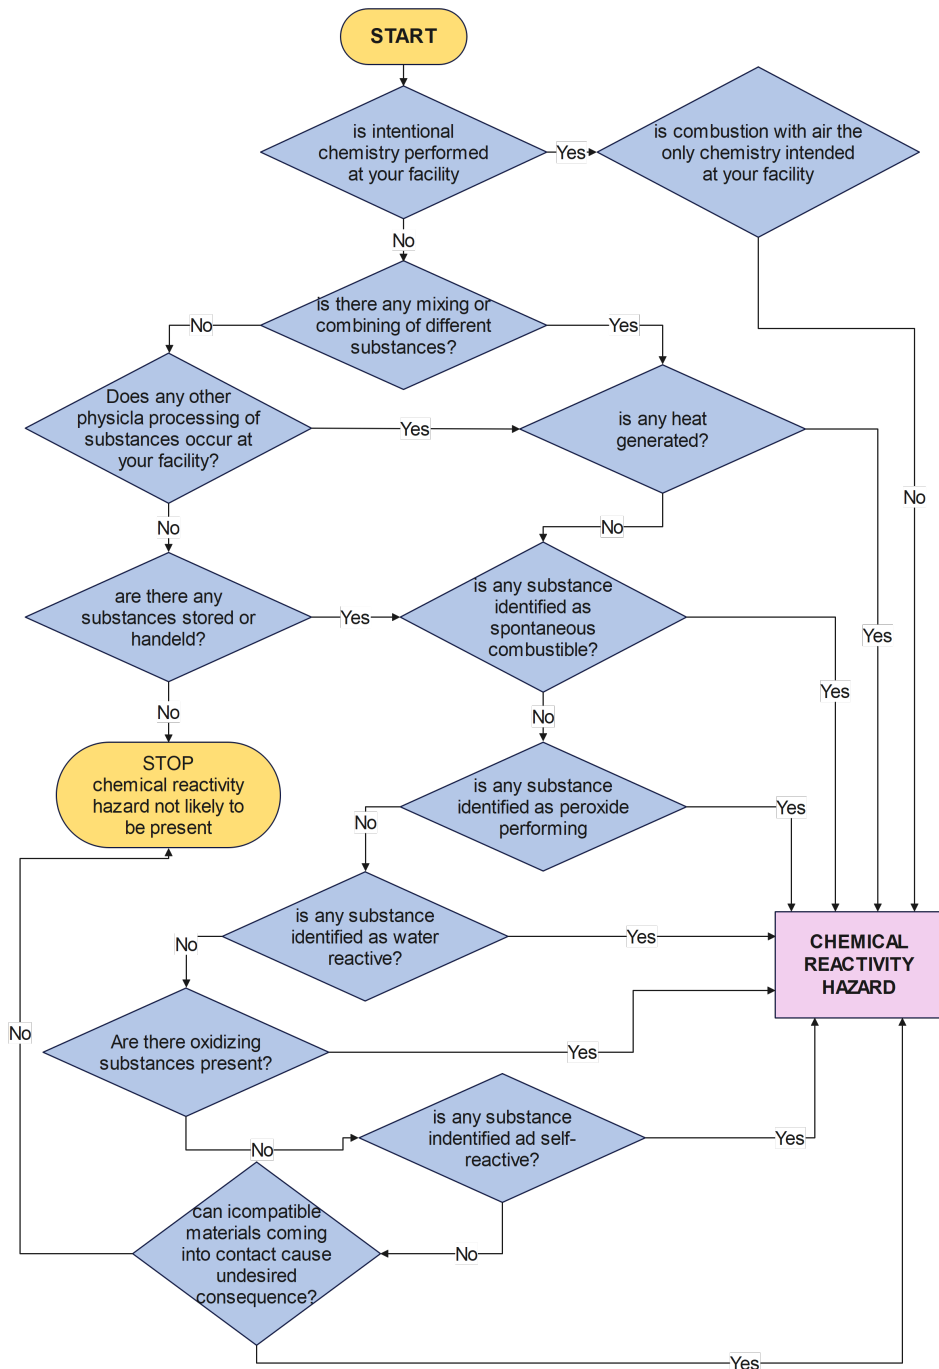 START
is intentional
chemistry performed
at your facility
Yes
is combustion with air the
only chemistry intended
at your facility
No
is there any mixing or
combining of different
substances?
No
Yes
Does any other
physicla processing of
substances occur at
your facility?
Yes
is any heat
generated?
No
No
No
are there any
substances stored or
handeld?
Yes
is any substance
identified as
spontaneous
combustible?
Yes
Yes
No
No
STOP
chemical reactivity
hazard not likely to
be present
is any substance
identified as peroxide
performing
Yes
No
is any substance
identified as water
reactive?
Yes
No
CHEMICAL
REACTIVITY
HAZARD
No
Are there oxidizing
substances present?
Yes
is any substance
indentified ad self-
reactive?
Yes
No
can icompatible
materials coming
into contact cause
undesired
consequence?
No
Yes